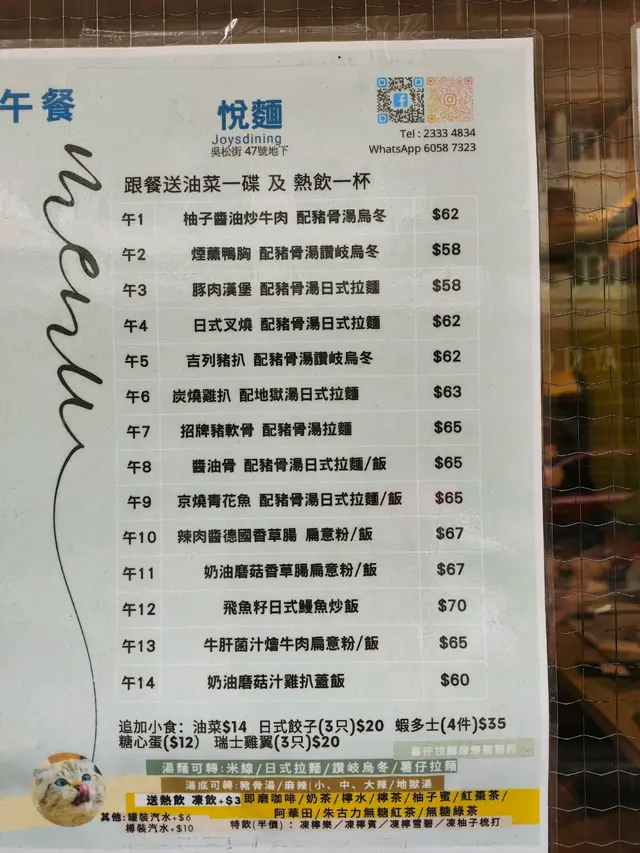 午餐
悅麵
Joysdining
吳松街 47號地下
Tel : 2333 4834
WhatsApp 6058 7323
menu
跟餐送油菜一碟 及 熱飲一杯
午1 柚子醬油炒牛肉 配豬骨湯烏冬 $62
午2 煙薰鴨胸 配豬骨湯讚岐烏冬 $58
午3 豚肉漢堡 配豬骨湯日式拉麵 $58
午4 日式叉燒 配豬骨湯日式拉麵 $62
午5 吉列豬扒 配豬骨湯讚岐烏冬 $62
午6 炭燒雞扒 配地獄湯日式拉麵 $63
午7 招牌豬軟骨 配豬骨湯拉麵 $65
午8 醬油骨 配豬骨湯日式拉麵/飯 $65
午9 京燒青花魚 配豬骨湯日式拉麵/飯 $65
午10 辣肉醬德國香草腸 扁意粉/飯 $67
午11 奶油磨菇香草腸扁意粉/飯 $67
午12 飛魚籽日式鰻魚炒飯 $70
午13 牛肝菌汁燴牛肉扁意粉/飯 $65
午14 奶油磨菇汁雞扒蓋飯 $60
追加小食: 油菜$14 日式餃子(3只)$20 蝦多士(4件)$35
糖心蛋($12) 瑞士雞翼(3只)$20
湯麵可轉: 米線/日式拉麵/讚岐烏冬/薯仔拉麵
湯底可轉: 豬骨湯/麻辣(小、中、大辣/地獄湯
送熱飲 凍飲+$3 即磨咖啡/奶茶/檸水/檸茶/柚子蜜/紅棗茶/
阿華田/朱古力無糖紅茶/無糖綠茶
其他: 罐裝汽水+$6
樽裝汽水+$10
特飲(半價) : 凍檸樂/凍檸賓/凍檸雪碧/凍柚子梳打